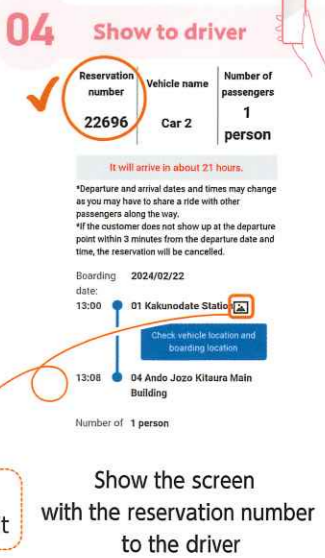 04 Show to driver
Reservation number
Vehicle name
Number of passengers
22696
Car 2
1 person
It will arrive in about 21 hours.
*Departure and arrival dates and times may change
as you may have to share a ride with other
passengers along the way.
*If the customer does not show up at the departure
point within 3 minutes from the departure date and
time, the reservation will be cancelled.
Boarding date: 2024/02/22
13:00 01 Kakunodate Station
Check vehicle location and
boarding location
13:08 04 Ando Jozo Kitaura Main
Building
Number of 1 person
t
Show the screen
with the reservation number
to the driver